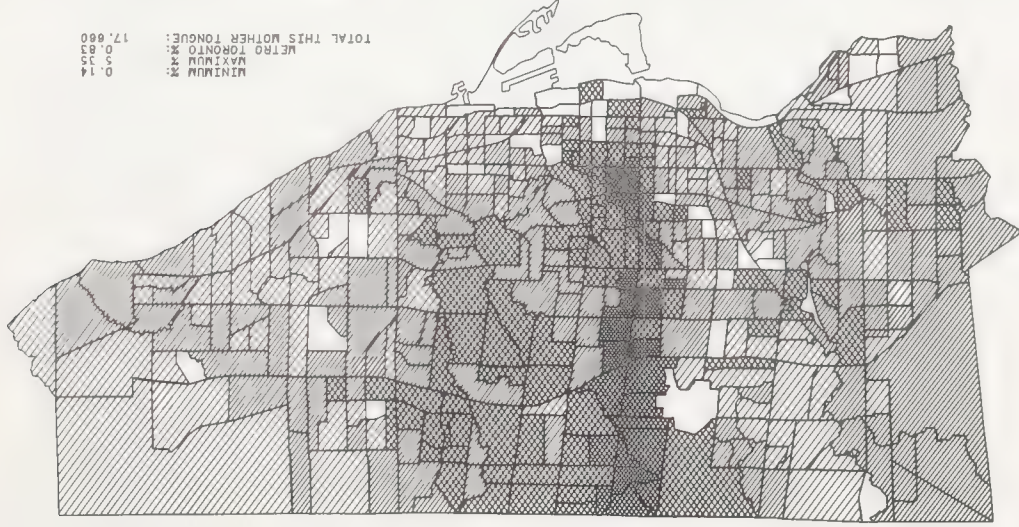 MINIMUM %: 0.14
MAXIMUM %: 5.35
METRO TORONTO %: 0.83
TOTAL THIS MOTHER TONGUE: 17,660